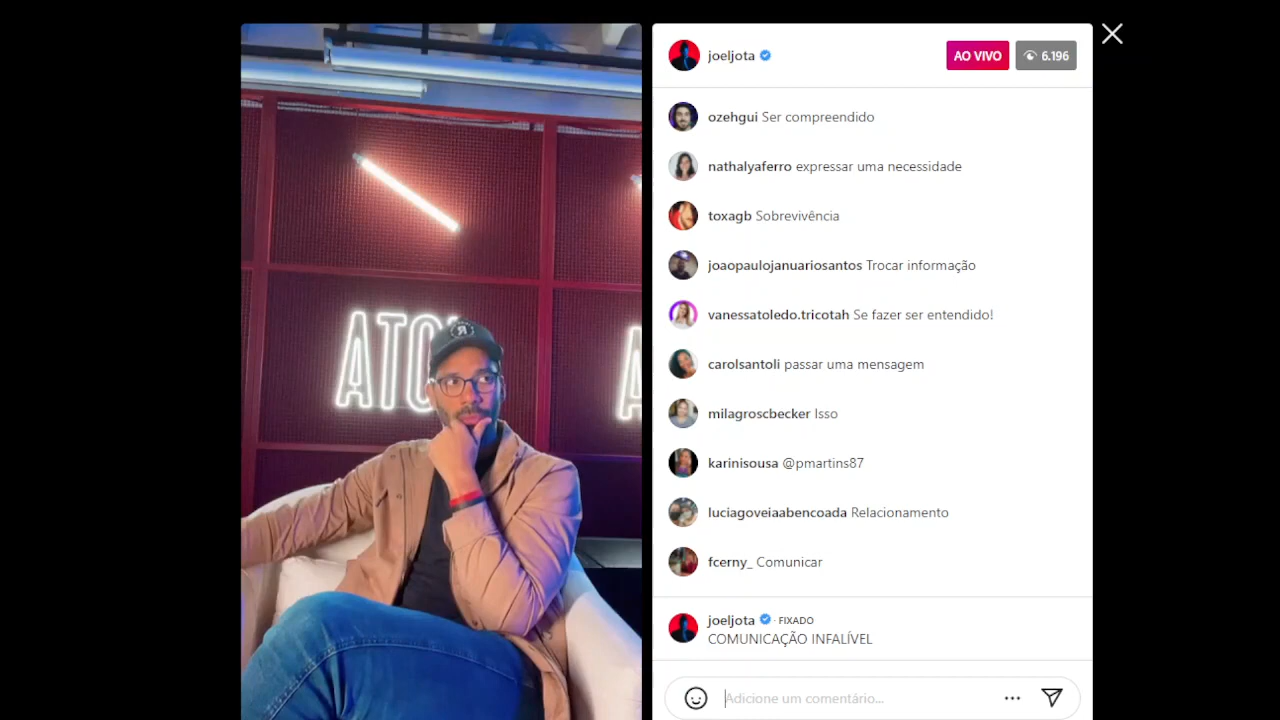 joeljota
AO VIVO
6.196
ozehgui Ser compreendido
nathalyaferro expressar uma necessidade
toxagb Sobrevivência
joaopaulojanuariosantos Trocar informação
vanessatoledo.tricotah Se fazer ser entendido!
carolsantoli passar uma mensagem
milagroscbecker Isso
karinisousa @pmartins87
luciagoveiaabencoada Relacionamento
fcerny_ Comunicar
joeljota · FIXADO
COMUNICAÇÃO INFALÍVEL
Adicione um comentário...